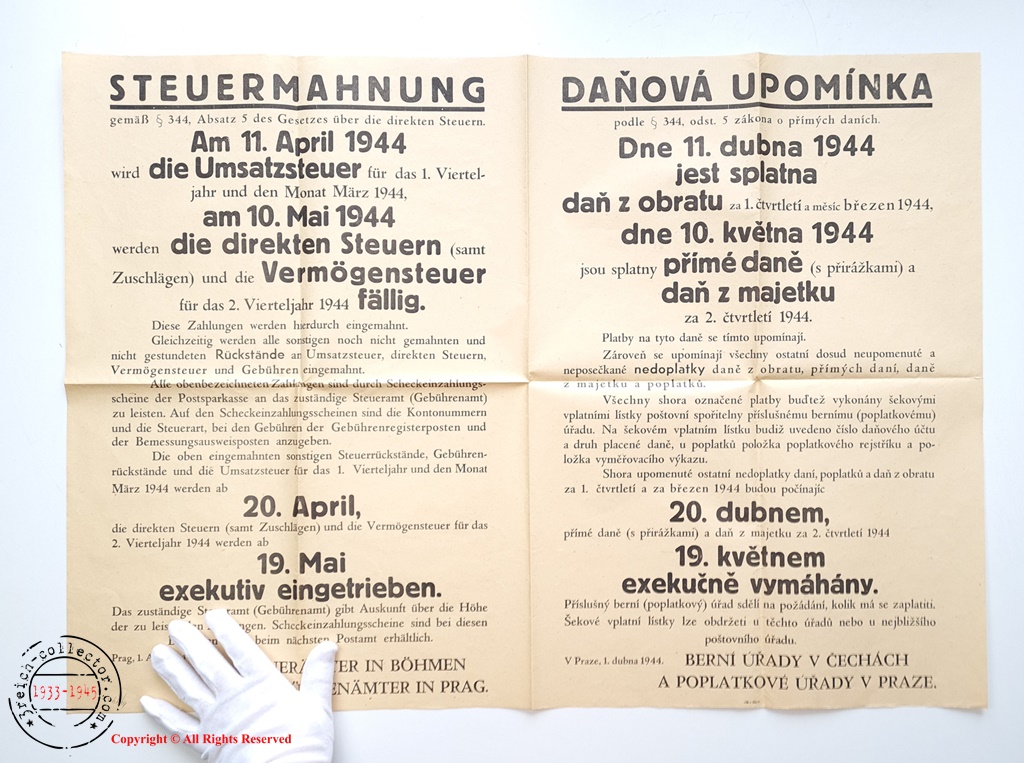 STEUERMAHNUNG
gemäß § 344, Absatz 5 des Gesetzes über die direkten Steuern.
Am 11. April 1944
wird die Umsatzsteuer für das 1. Viertel-
jahr und den Monat März 1944,
am 10. Mai 1944
werden die direkten Steuern (samt
Zuschlägen) und die Vermögensteuer
für das 2. Vierteljahr 1944 fällig.
Diese Zahlungen werden hierdurch eingemahnt.
Gleichzeitig werden alle sonstigen noch nicht gemahnten und
nicht gestundeten Rückstände an Umsatzsteuer, direkten Steuern,
Vermögensteuer und Gebühren eingemahnt.
Alle obenbezeichneten Zahlungen sind durch Scheckeinzahlungs-
scheine der Postsparkasse an das zuständige Steueramt (Gebührenamt)
zu leisten. Auf den Scheckeinzahlungsscheinen sind die Kontonummern
und die Steuerart, bei den Gebühren der Gebührenregisterposten und
der Bemessungsausweisposten anzugeben.
Die oben eingemahnten sonstigen Steuerrückstände, Gebühren-
rückstände und die Umsatzsteuer für das 1. Vierteljahr und den Monat
März 1944 werden ab
20. April,
die direkten Steuern (samt Zuschlägen) und die Vermögensteuer für das
2. Vierteljahr 1944 werden ab
19. Mai
exekutiv eingetrieben.
Das zuständige Steueramt (Gebührenamt) gibt Auskunft über die Höhe
der zu leis ngen. Scheckeinzahlungsscheine sind bei diesen
beim nächsten Postamt erhältlich.
Prag, 1. A
ERÄMTER IN BÖHMEN
ENÄMTER IN PRAG.
DAŇOVÁ UPOMÍNKA
podle § 344, odst. 5 zákona o přímých daních.
Dne 11. dubna 1944
jest splatna
daň z obratu za 1. čtvrtletí a měsíc březen 1944,
dne 10. května 1944
jsou splatny přímé daně (s přirážkami) a
daň z majetku
za 2. čtvrtletí 1944.
Platby na tyto daně se tímto upomínají.
Zároveň se upomínají všechny ostatní dosud neupomenuté a
neposečkané nedoplatky daně z obratu, přímých daní, daně
z majetku a poplatků.
Všechny shora označené platby buďtež vykonány šekovými
vplatními lístky poštovní spořitelny příslušnému bernímu (poplatkovému)
úřadu. Na šekovém vplatním lístku budiž uvedeno číslo daňového účtu
a druh placené daně, u poplatků položka poplatkového rejstříku a po-
ložka vyměřovacího výkazu.
Shora upomenuté ostatní nedoplatky daní, poplatků a daň z obratu
za 1. čtvrtletí a za březen 1944 budou počínajíc
20. dubnem,
přímé daně (s přirážkami) a daň z majetku za 2. čtvrtletí 1944
19. květnem
exekučně vymáhány.
Příslušný berní (poplatkový) úřad sdělí na požádání, kolik má se zaplatiti.
Šekové vplatní lístky lze obdržeti u těchto úřadů nebo u nejbližšího
poštovního úřadu.
V Praze, 1. dubna 1944.
BERNÍ ÚŘADY V ČECHÁCH
A POPLATKOVÉ ÚŘADY V PRAZE.
3reich-collector.com
1933-1945
Copyright © All Rights Reserved